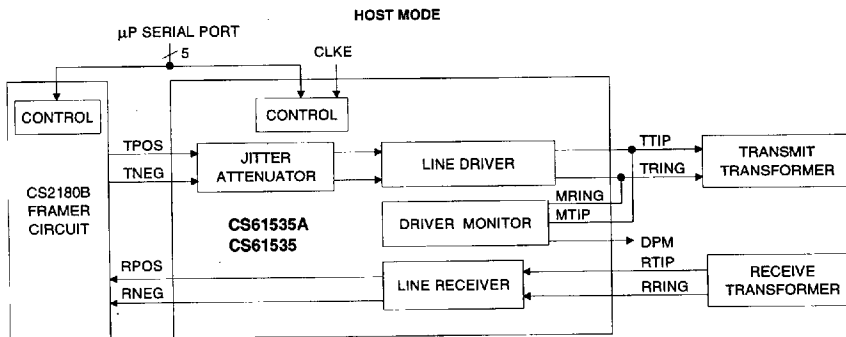 HOST MODE
µP SERIAL PORT
5
CLKE
CONTROL
CONTROL
TPOS
TNEG
JITTER
ATTENUATOR
LINE DRIVER
TTIP
TRING
TRANSMIT
TRANSFORMER
CS2180B
FRAMER
CIRCUIT
CS61535A
CS61535
DRIVER MONITOR
MRING
MTIP
DPM
RPOS
RNEG
LINE RECEIVER
RTIP
RRING
RECEIVE
TRANSFORMER